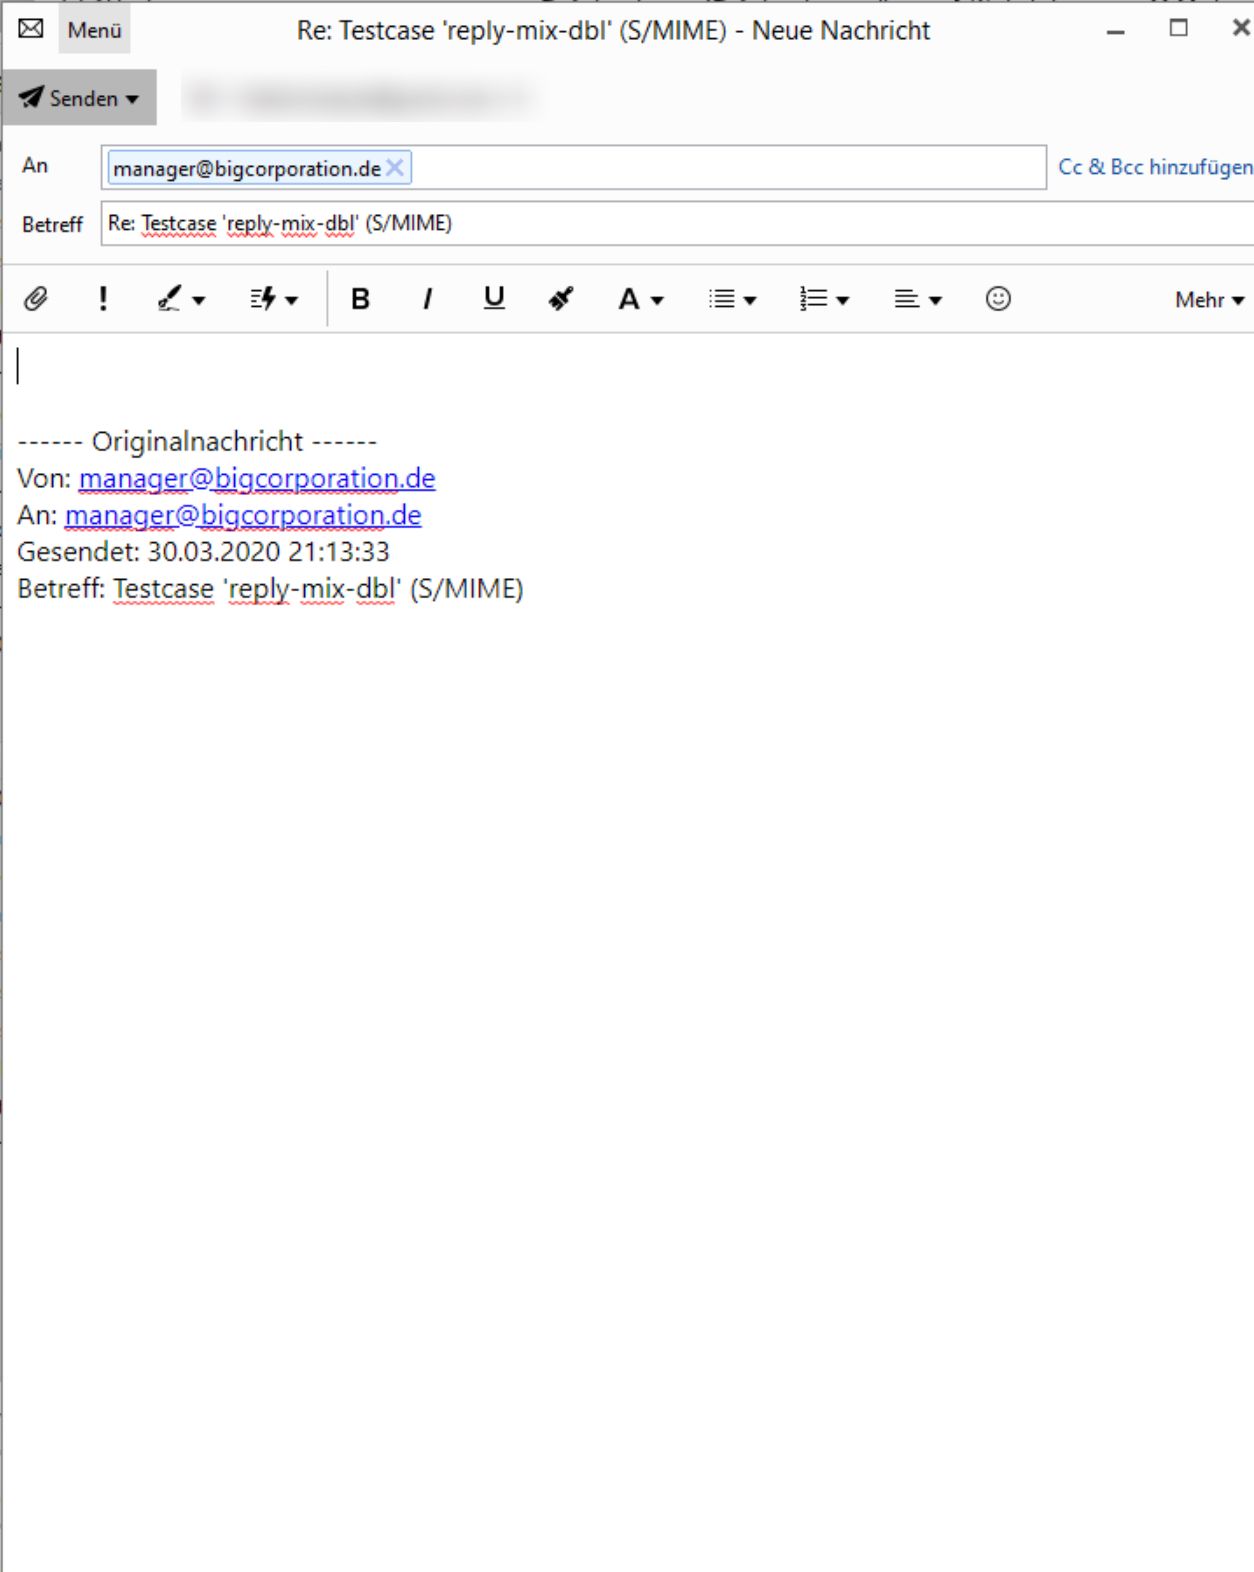 Menü
Re: Testcase 'reply-mix-dbl' (S/MIME) - Neue Nachricht
Senden
An
manager@bigcorporation.de
Cc & Bcc hinzufügen
Betreff
Re: Testcase 'reply-mix-dbl' (S/MIME)
B I U A
Mehr
------ Originalnachricht ------
Von: manager@bigcorporation.de
An: manager@bigcorporation.de
Gesendet: 30.03.2020 21:13:33
Betreff: Testcase 'reply-mix-dbl' (S/MIME)